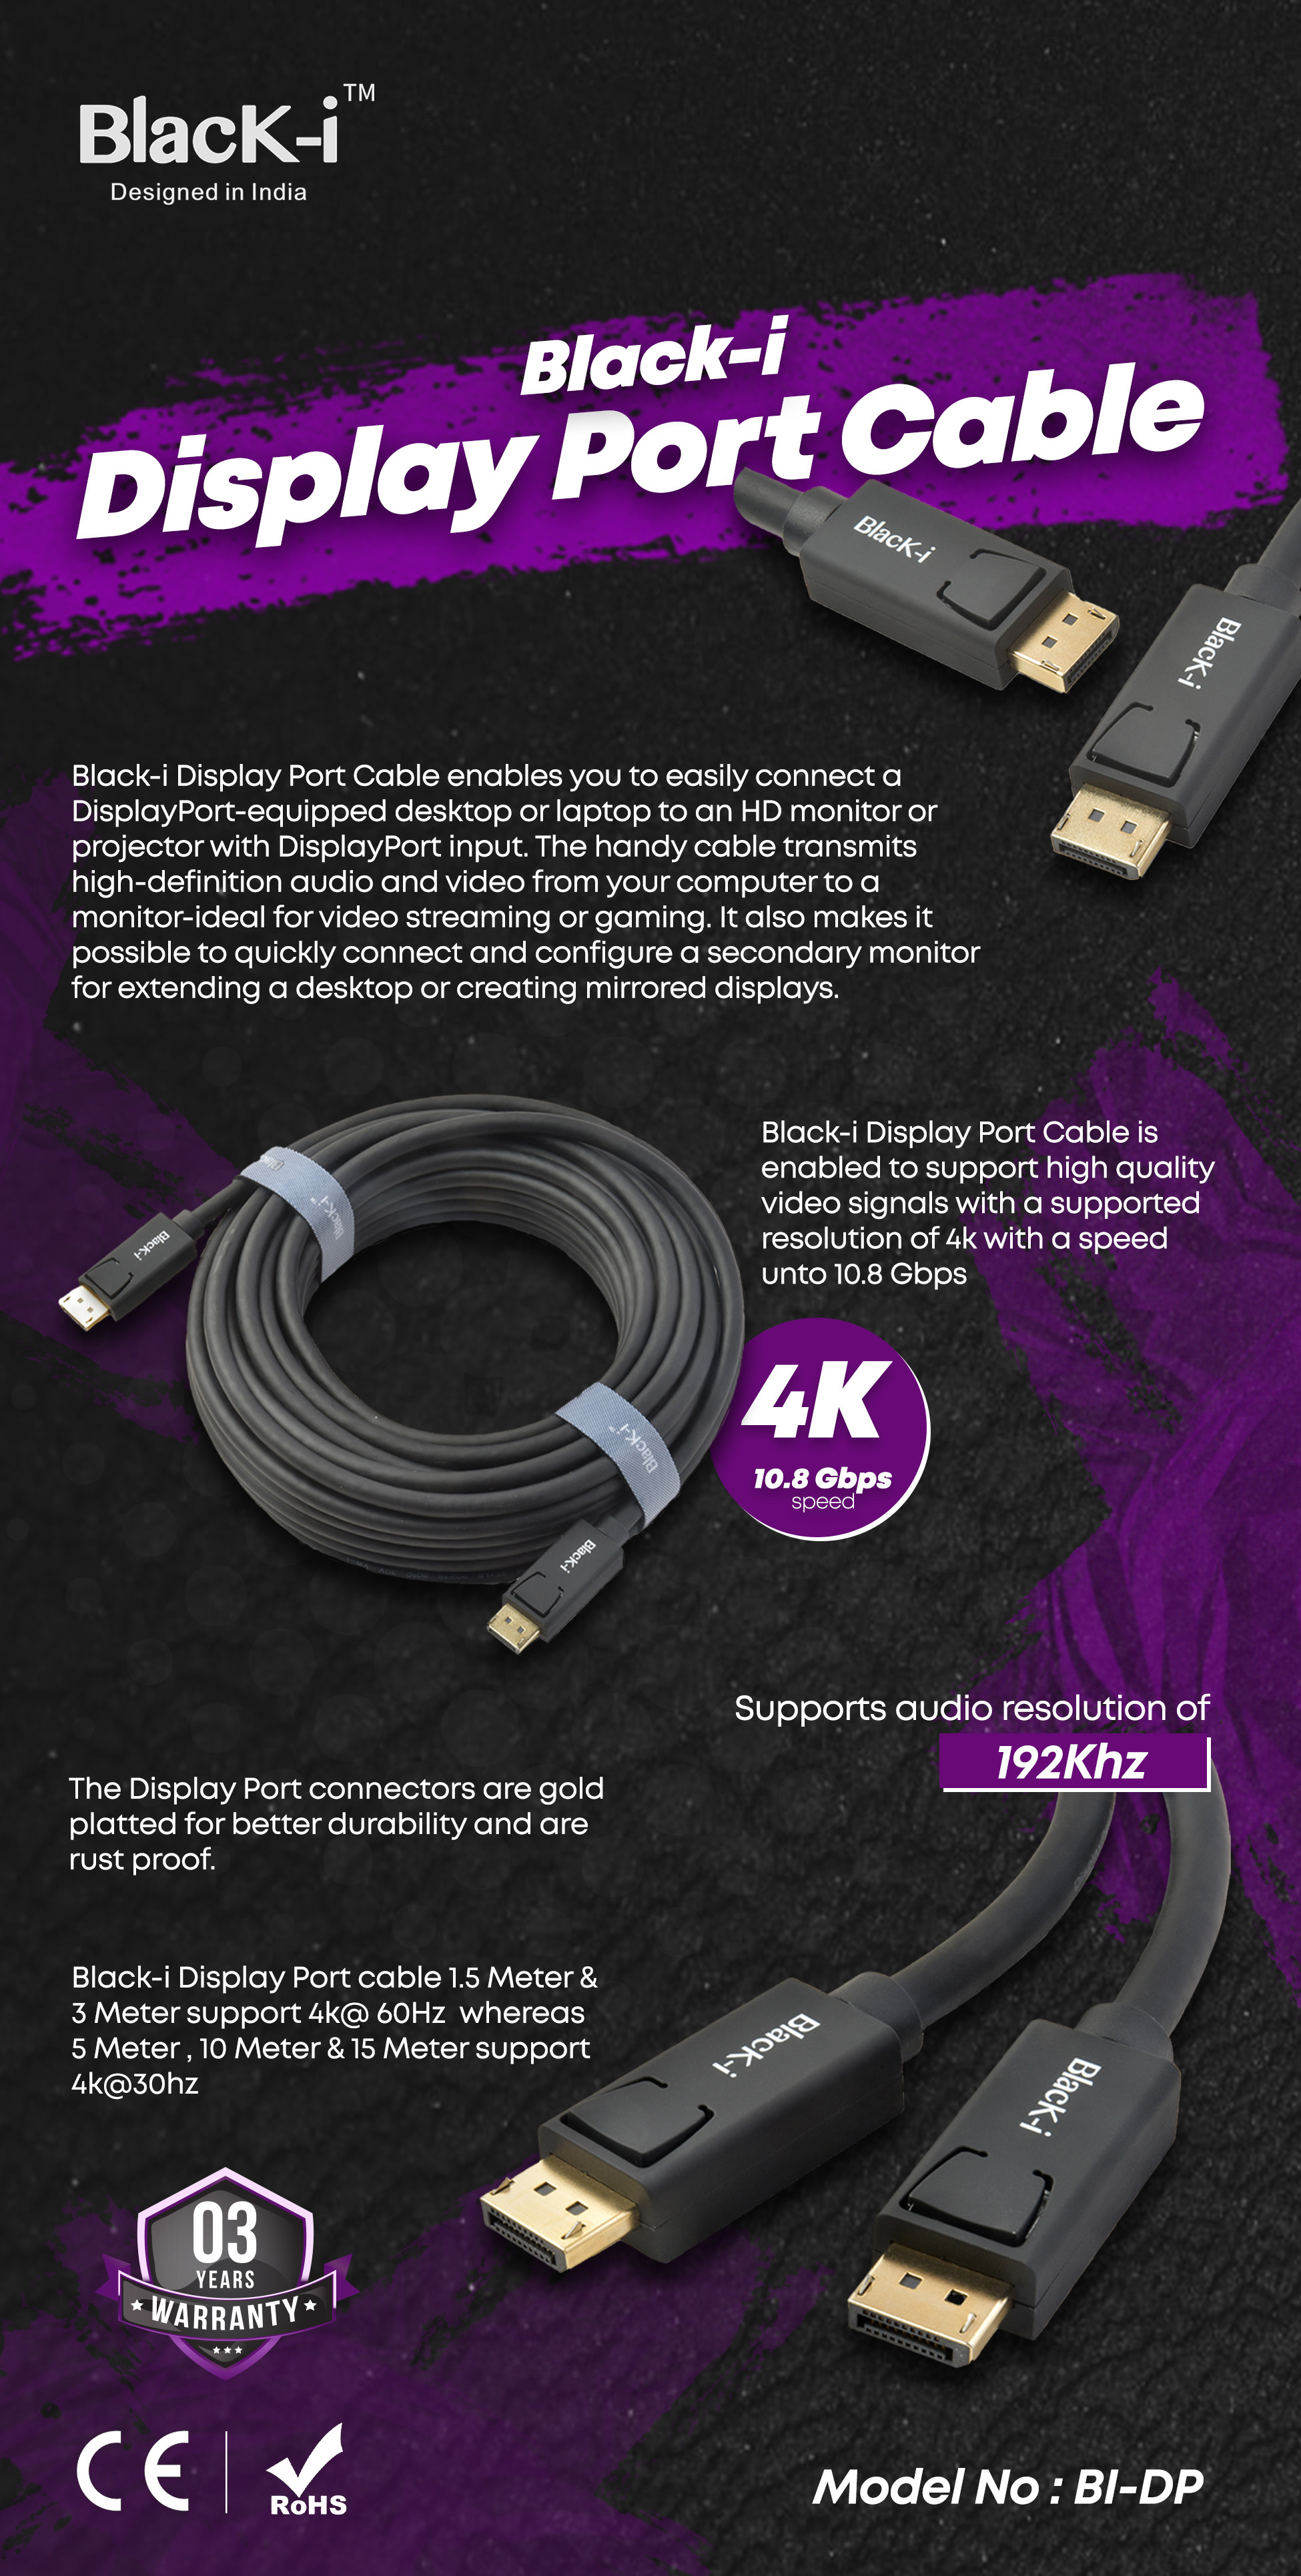 BlacK-i™
Designed in India
Black-i
Display Port Cable
BlacK-i
BlacK-i
Black-i Display Port Cable enables you to easily connect a
DisplayPort-equipped desktop or laptop to an HD monitor or
projector with DisplayPort input. The handy cable transmits
high-definition audio and video from your computer to a
monitor-ideal for video streaming or gaming. It also makes it
possible to quickly connect and configure a secondary monitor
for extending a desktop or creating mirrored displays.
Black-i Display Port Cable is
enabled to support high quality
video signals with a supported
resolution of 4k with a speed
unto 10.8 Gbps
BlacK-i
BlacK-i™
4K
10.8 Gbps
speed
BlacK-i™
BlacK-i
Supports audio resolution of
192Khz
The Display Port connectors are gold
platted for better durability and are
rust proof.
Black-i Display Port cable 1.5 Meter &
3 Meter support 4k@ 60Hz whereas
5 Meter , 10 Meter & 15 Meter support
4k@30hz
BlacK-i
BlacK-i
03
YEARS
WARRANTY
CE
RoHS
Model No : BI-DP